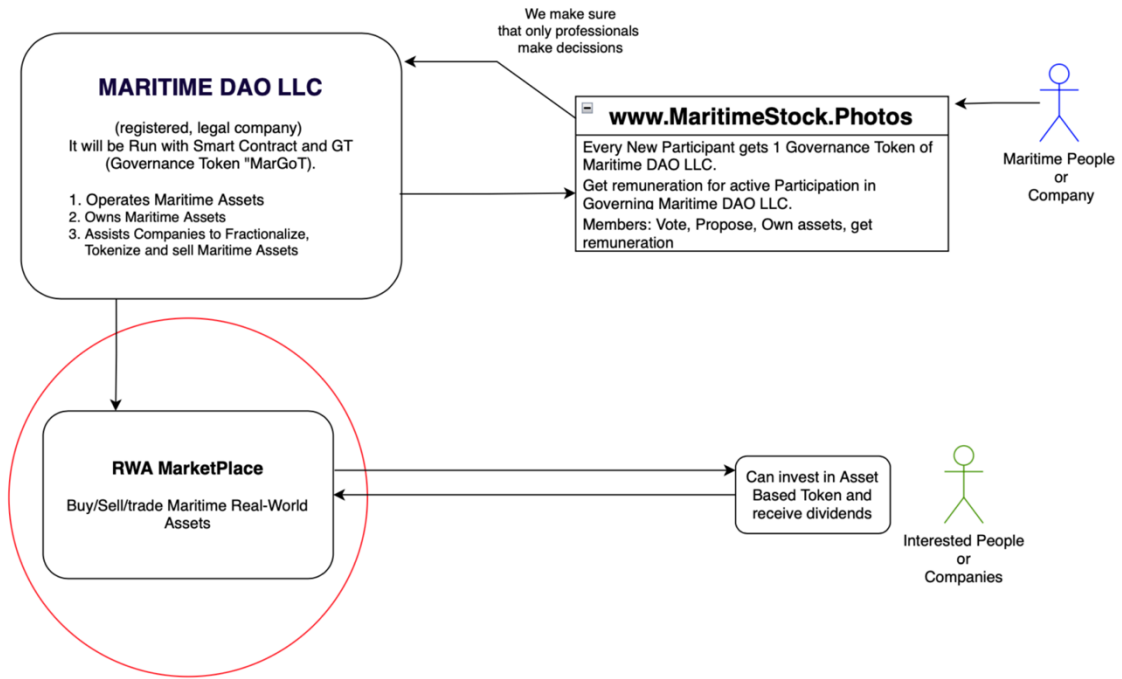 We make sure
that only professionals
make decissions
MARITIME DAO LLC
(registered, legal company)
It will be Run with Smart Contract and GT
(Governance Token "MarGoT).
1. Operates Maritime Assets
2. Owns Maritime Assets
3. Assists Companies to Fractionalize,
Tokenize and sell Maritime Assets
www.MaritimeStock.Photos
Every New Participant gets 1 Governance Token of
Maritime DAO LLC.
Get remuneration for active Participation in
Governing Maritime DAO LLC.
Members: Vote, Propose, Own assets, get
remuneration
Maritime People
or
Company
RWA MarketPlace
Buy/Sell/trade Maritime Real-World
Assets
Can invest in Asset
Based Token and
receive dividends
Interested People
or
Companies